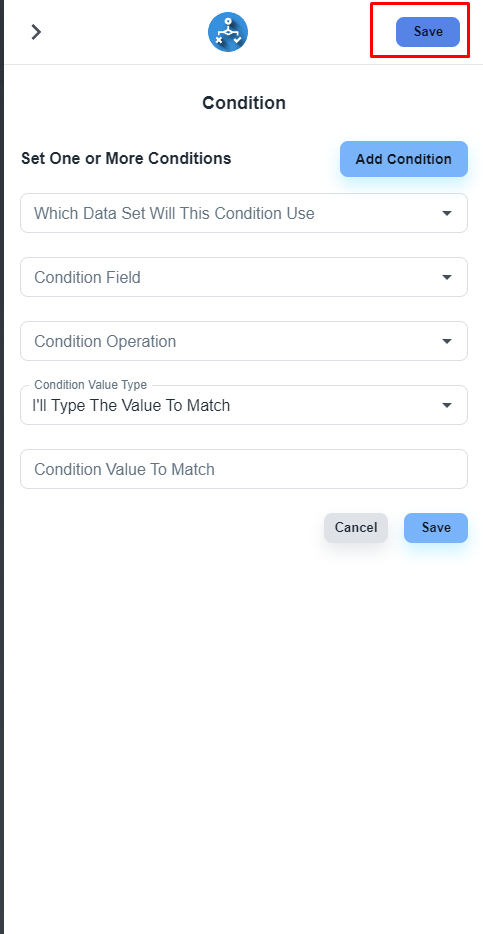 Save
Condition
Set One or More Conditions
Add Condition
Which Data Set Will This Condition Use
Condition Field
Condition Operation
Condition Value Type
I'll Type The Value To Match
Condition Value To Match
Cancel
Save